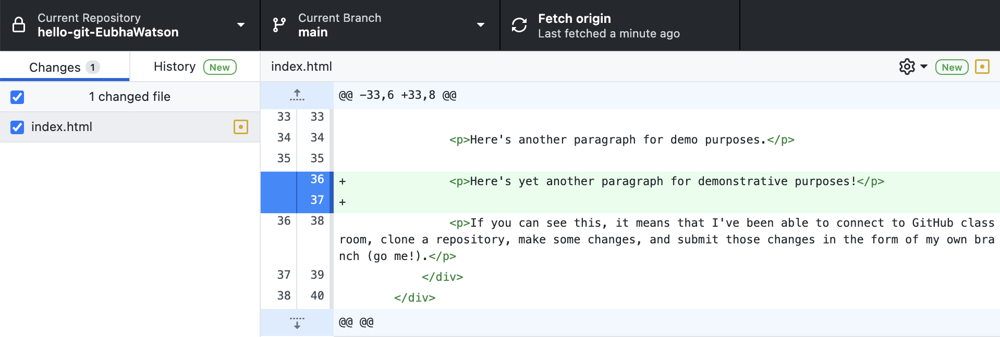 Current Repository
hello-git-EubhaWatson
Current Branch
main
Fetch origin
Last fetched a minute ago
Changes 1
History New
index.html
New
1 changed file
index.html
@@ -33,6 +33,8 @@
33 33
34 34 <p>Here's another paragraph for demo purposes.</p>
35 35
36 + <p>Here's yet another paragraph for demonstrative purposes!</p>
37 +
36 38 <p>If you can see this, it means that I've been able to connect to GitHub class
room, clone a repository, make some changes, and submit those changes in the form of my own bra
nch (go me!).</p>
37 39 </div>
38 40 </div>
@@ @@